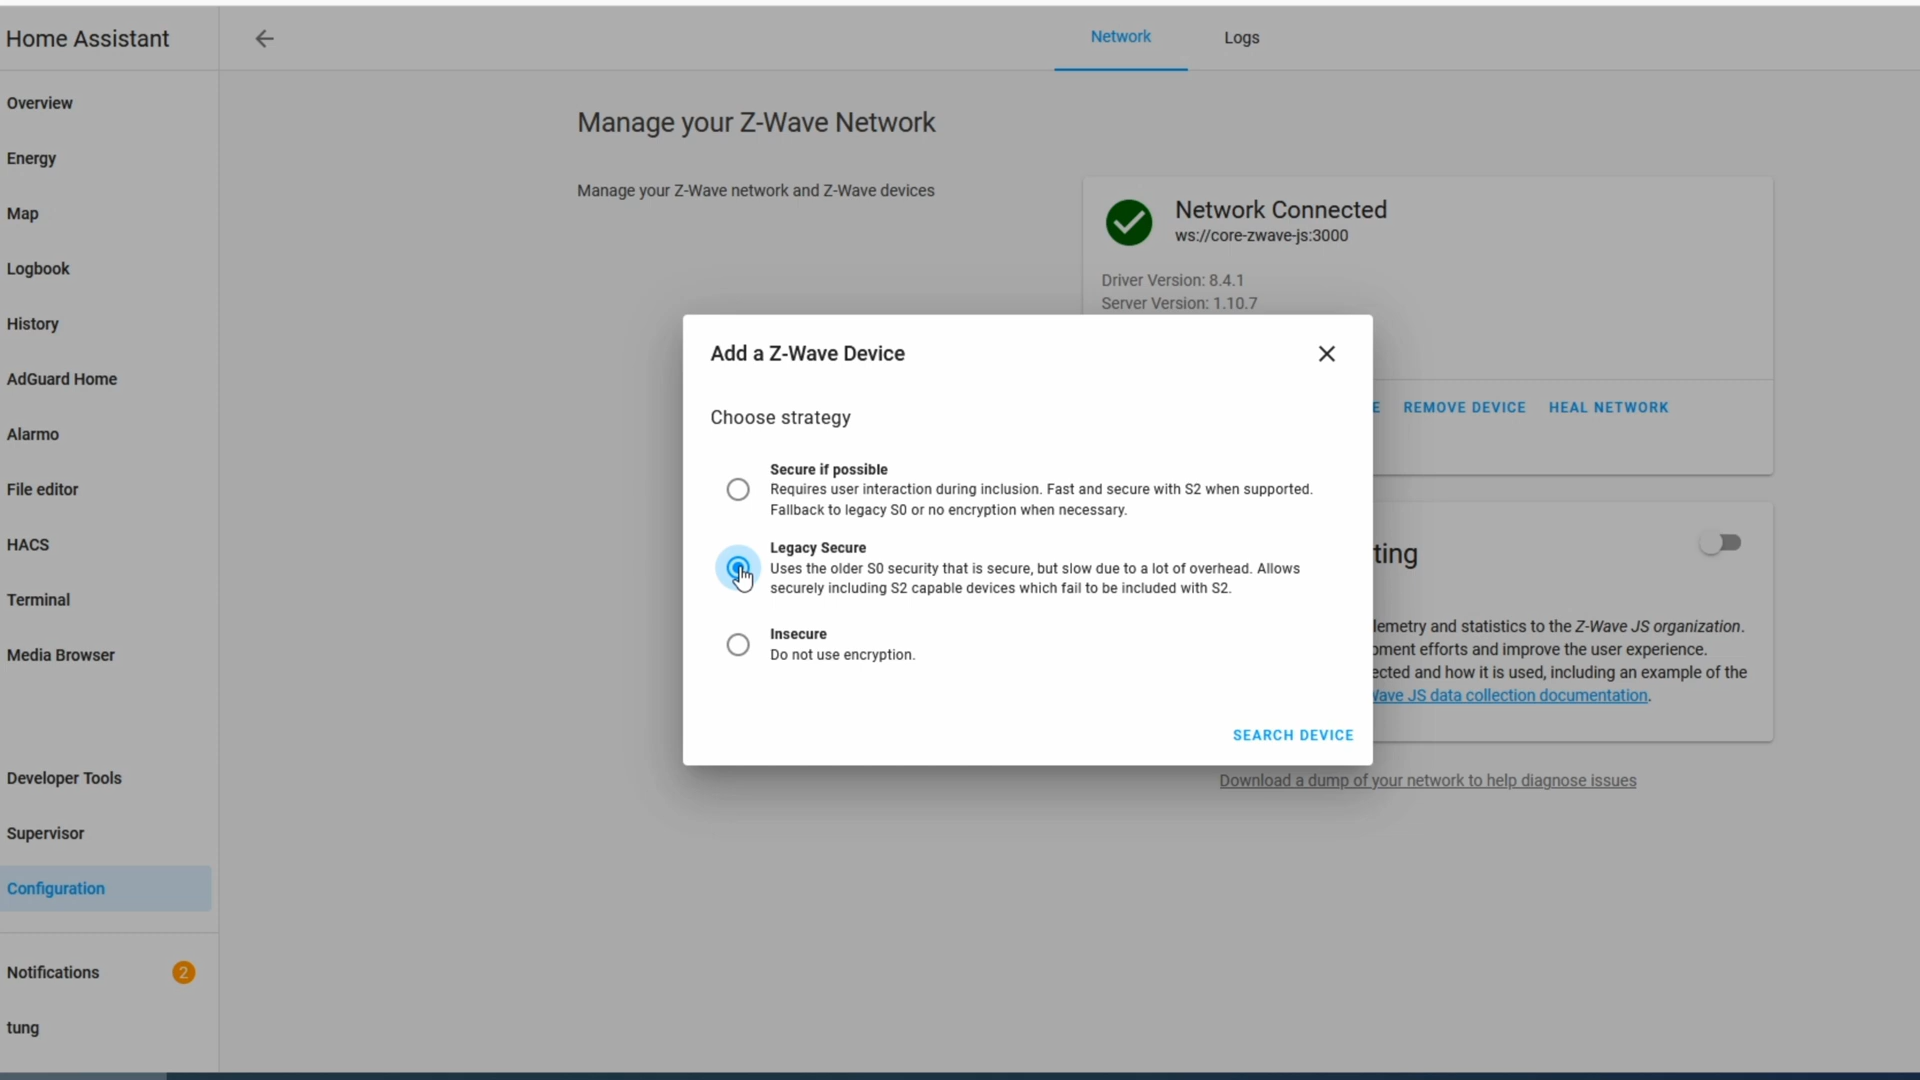 Home Assistant
Network
Logs
Overview
Energy
Map
Logbook
History
AdGuard Home
Alarmo
File editor
HACS
Terminal
Media Browser
Developer Tools
Supervisor
Configuration
Notifications
2
tung
Manage your Z-Wave Network
Manage your Z-Wave network and Z-Wave devices
Network Connected
ws://core-zwave-js:3000
Driver Version: 8.4.1
Server Version: 1.10.7
E REMOVE DEVICE HEAL NETWORK
Add a Z-Wave Device
Choose strategy
Secure if possible
Requires user interaction during inclusion. Fast and secure with S2 when supported.
Fallback to legacy S0 or no encryption when necessary.
Legacy Secure
Uses the older S0 security that is secure, but slow due to a lot of overhead. Allows
securely including S2 capable devices which fail to be included with S2.
Insecure
Do not use encryption.
SEARCH DEVICE
ting
lemetry and statistics to the Z-Wave JS organization.
pment efforts and improve the user experience.
ected and how it is used, including an example of the
Wave JS data collection documentation.
Download a dump of your network to help diagnose issues